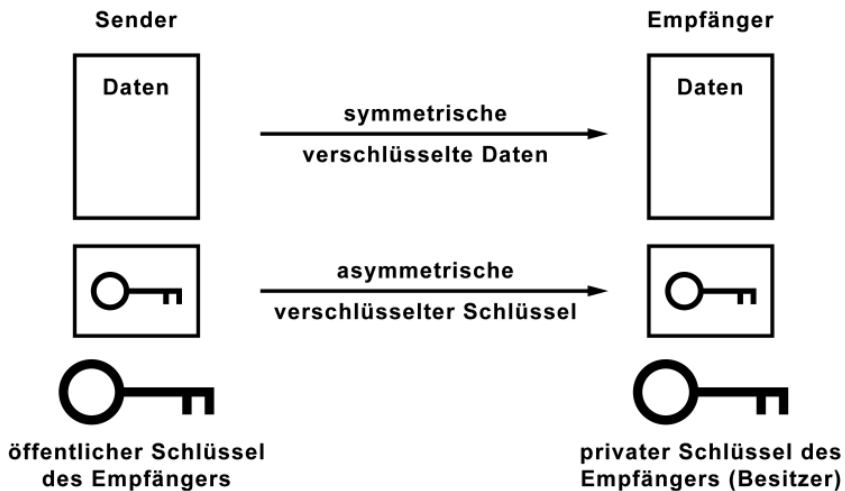 Sender
Empfänger
Daten
Daten
symmetrische
verschlüsselte Daten
asymmetrische
verschlüsselter Schlüssel
öffentlicher Schlüssel
des Empfängers
privater Schlüssel des
Empfängers (Besitzer)